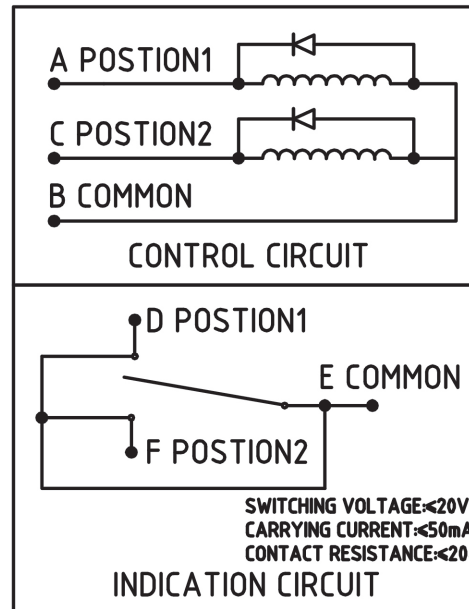 A POSTION1
C POSTION2
B COMMON
CONTROL CIRCUIT
D POSTION1
E COMMON
F POSTION2
SWITCHING VOLTAGE:≤20V
CARRYING CURRENT:≤50mA
CONTACT RESISTANCE:≤20
INDICATION CIRCUIT